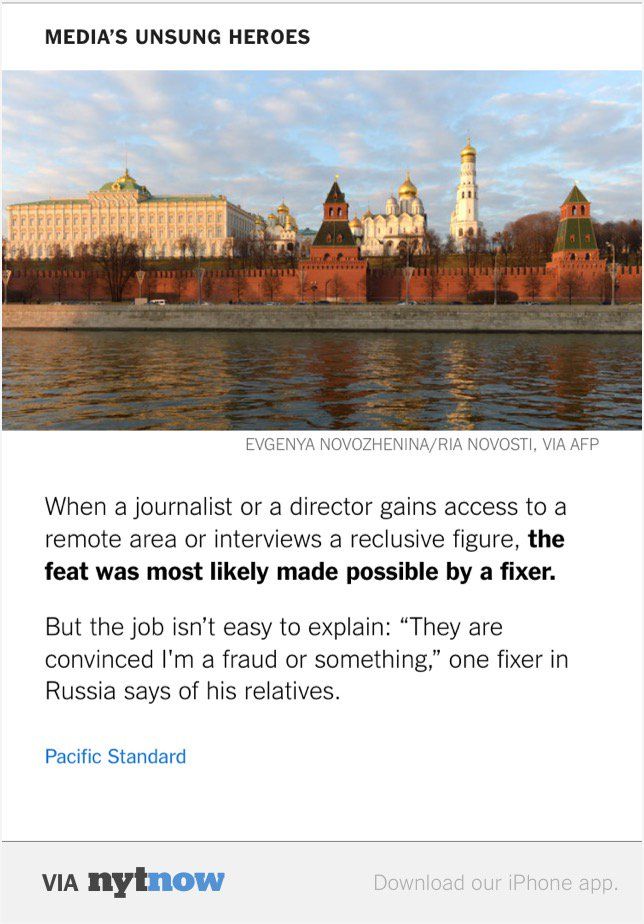 MEDIA’S UNSUNG HEROES
EVGENYA NOVOZHENINA/RIA NOVOSTI, VIA AFP
When a journalist or a director gains access to a
remote area or interviews a reclusive figure, the
feat was most likely made possible by a fixer.
But the job isn’t easy to explain: “They are
convinced I'm a fraud or something,” one fixer in
Russia says of his relatives.
Pacific Standard
VIA nytnow
Download our iPhone app.